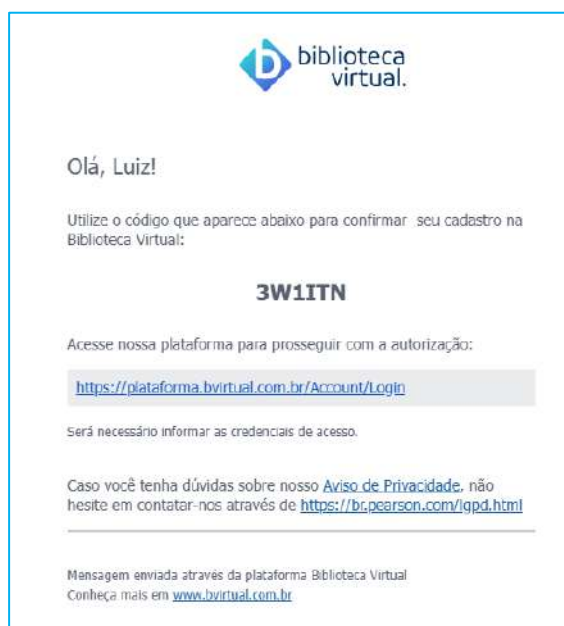 biblioteca
virtual.
Olá, Luiz!
Utilize o código que aparece abaixo para confirmar seu cadastro na
Biblioteca Virtual:
3W1ITN
Acesse nossa plataforma para prosseguir com a autorização:
https://plataforma.bvirtual.com.br/Account/Login
Será necessário informar as credenciais de acesso.
Caso você tenha dúvidas sobre nosso Aviso de Privacidade, não
hesite em contatar-nos através de https://br.pearson.com/lgpd.html
Mensagem enviada através da plataforma Biblioteca Virtual
Conheça mais em www.bvirtual.com.br